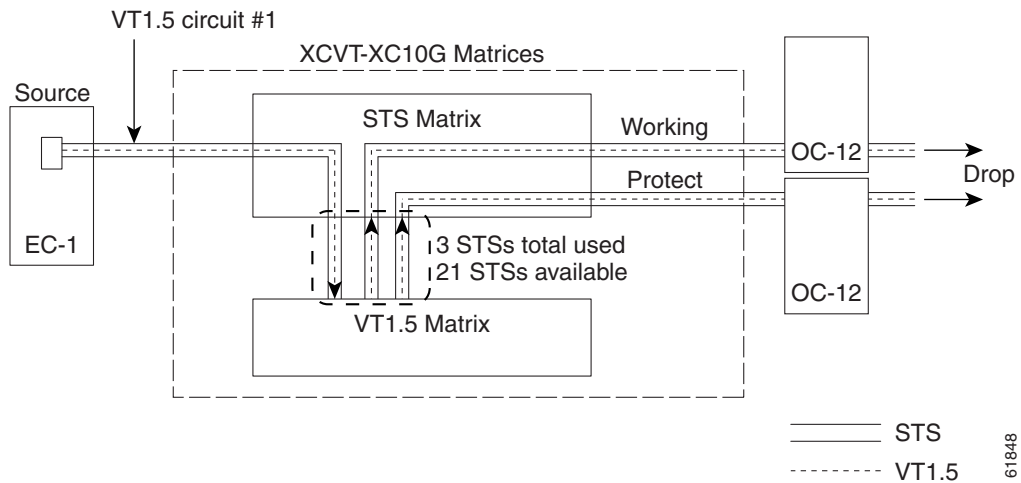 VT1.5 circuit #1
XCVT-XC10G Matrices
Source
STS Matrix
Working
OC-12
Drop
Protect
EC-1
3 STSs total used
21 STSs available
OC-12
VT1.5 Matrix
STS
VT1.5
61848